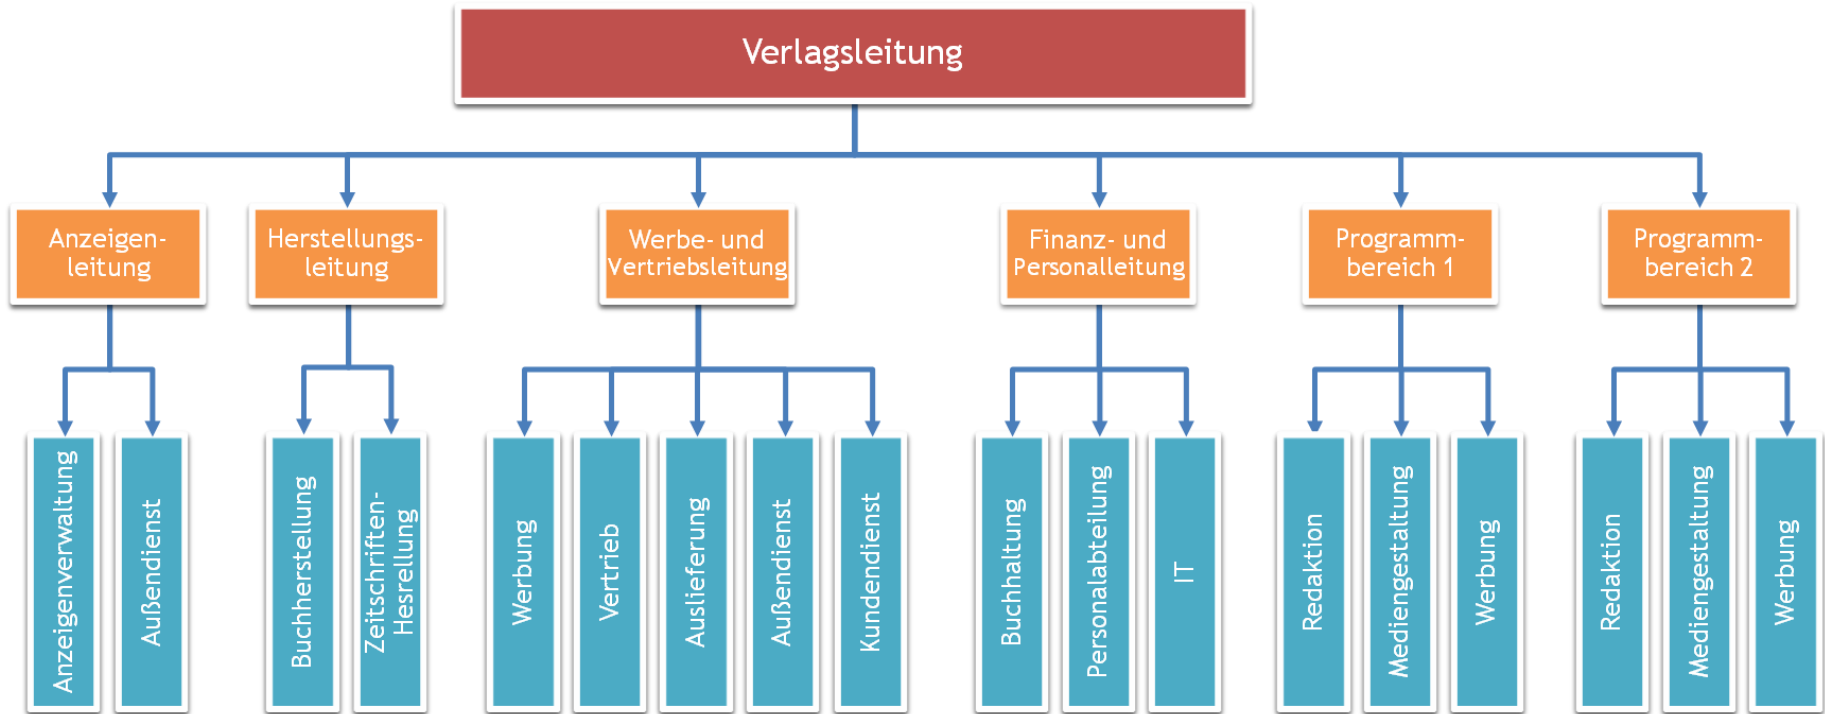 Verlagsleitung
Anzeigen-
leitung
Herstellungs-
leitung
Werbe- und
Vertriebsleitung
Finanz- und
Personalleitung
Programm-
bereich 1
Programm-
bereich 2
Anzeigenverwaltung
Außendienst
Buchherstellung
Zeitschriften-
Hesrellung
Werbung
Vertrieb
Auslieferung
Außendienst
Kundendienst
Buchhaltung
Personalabteilung
IT
Redaktion
Mediengestaltung
Werbung
Redaktion
Mediengestaltung
Werbung